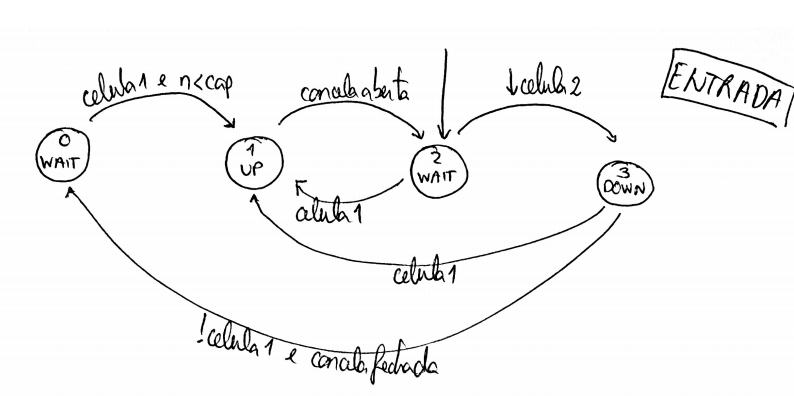 celula1 e n<cap
cancela aberta
↓celula2
ENTRADA
0
WAIT
1
UP
2
WAIT
3
DOWN
celula1
celula1
!celula1 e cancela fechada